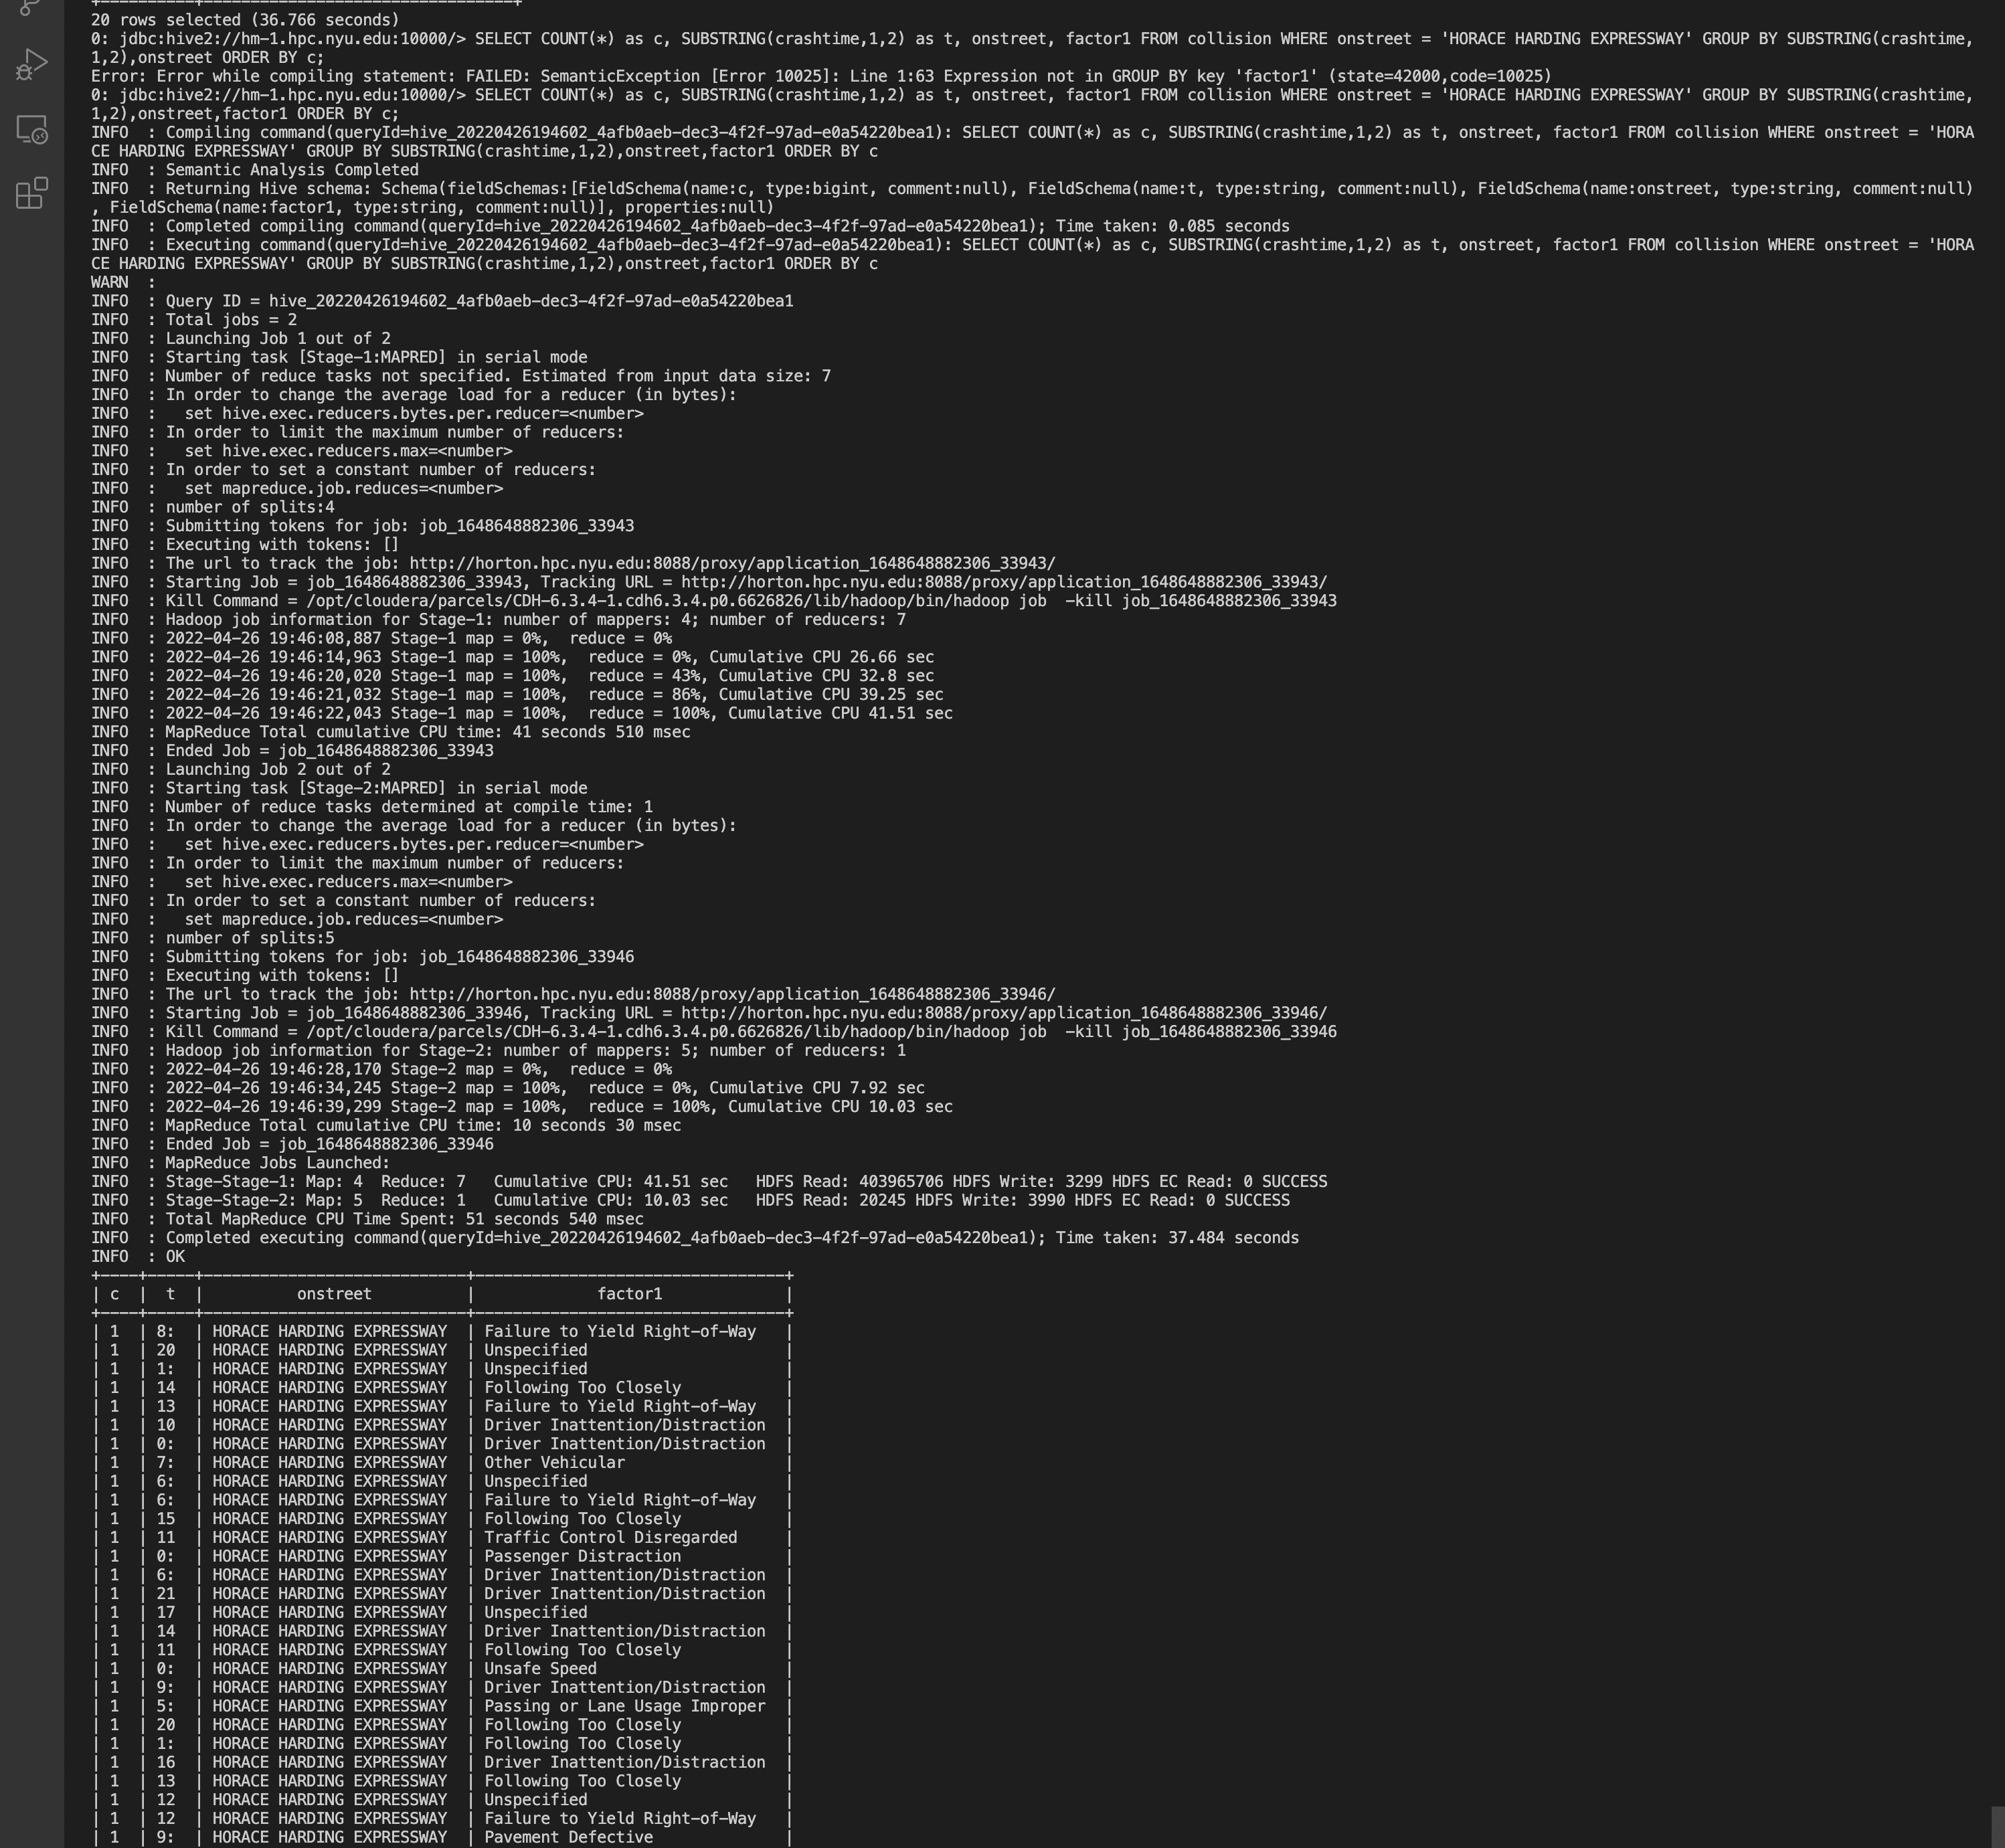 20 rows selected (36.766 seconds)
0: jdbc:hive2://hm-1.hpc.nyu.edu:10000/> SELECT COUNT(*) as c, SUBSTRING(crashtime,1,2) as t, onstreet, factor1 FROM collision WHERE onstreet = 'HORACE HARDING EXPRESSWAY' GROUP BY SUBSTRING(crashtime,
1,2),onstreet ORDER BY c;
Error: Error while compiling statement: FAILED: SemanticException [Error 10025]: Line 1:63 Expression not in GROUP BY key 'factor1' (state=42000,code=10025)
0: jdbc:hive2://hm-1.hpc.nyu.edu:10000/> SELECT COUNT(*) as c, SUBSTRING(crashtime,1,2) as t, onstreet, factor1 FROM collision WHERE onstreet = 'HORACE HARDING EXPRESSWAY' GROUP BY SUBSTRING(crashtime,
1,2),onstreet,factor1 ORDER BY c;
INFO  : Compiling command(queryId=hive_20220426194602_4afb0aeb-dec3-4f2f-97ad-e0a54220bea1): SELECT COUNT(*) as c, SUBSTRING(crashtime,1,2) as t, onstreet, factor1 FROM collision WHERE onstreet = 'HORA
CE HARDING EXPRESSWAY' GROUP BY SUBSTRING(crashtime,1,2),onstreet,factor1 ORDER BY c
INFO  : Semantic Analysis Completed
INFO  : Returning Hive schema: Schema(fieldSchemas:[FieldSchema(name:c, type:bigint, comment:null), FieldSchema(name:t, type:string, comment:null), FieldSchema(name:onstreet, type:string, comment:null)
, FieldSchema(name:factor1, type:string, comment:null)], properties:null)
INFO  : Completed compiling command(queryId=hive_20220426194602_4afb0aeb-dec3-4f2f-97ad-e0a54220bea1); Time taken: 0.085 seconds
INFO  : Executing command(queryId=hive_20220426194602_4afb0aeb-dec3-4f2f-97ad-e0a54220bea1): SELECT COUNT(*) as c, SUBSTRING(crashtime,1,2) as t, onstreet, factor1 FROM collision WHERE onstreet = 'HORA
CE HARDING EXPRESSWAY' GROUP BY SUBSTRING(crashtime,1,2),onstreet,factor1 ORDER BY c
WARN  :
INFO  : Query ID = hive_20220426194602_4afb0aeb-dec3-4f2f-97ad-e0a54220bea1
INFO  : Total jobs = 2
INFO  : Launching Job 1 out of 2
INFO  : Starting task [Stage-1:MAPRED] in serial mode
INFO  : Number of reduce tasks not specified. Estimated from input data size: 7
INFO  : In order to change the average load for a reducer (in bytes):
INFO  :   set hive.exec.reducers.bytes.per.reducer=<number>
INFO  : In order to limit the maximum number of reducers:
INFO  :   set hive.exec.reducers.max=<number>
INFO  : In order to set a constant number of reducers:
INFO  :   set mapreduce.job.reduces=<number>
INFO  : number of splits:4
INFO  : Submitting tokens for job: job_1648648882306_33943
INFO  : Executing with tokens: []
INFO  : The url to track the job: http://horton.hpc.nyu.edu:8088/proxy/application_1648648882306_33943/
INFO  : Starting Job = job_1648648882306_33943, Tracking URL = http://horton.hpc.nyu.edu:8088/proxy/application_1648648882306_33943/
INFO  : Kill Command = /opt/cloudera/parcels/CDH-6.3.4-1.cdh6.3.4.p0.6626826/lib/hadoop/bin/hadoop job  -kill job_1648648882306_33943
INFO  : Hadoop job information for Stage-1: number of mappers: 4; number of reducers: 7
INFO  : 2022-04-26 19:46:08,887 Stage-1 map = 0%,  reduce = 0%
INFO  : 2022-04-26 19:46:14,963 Stage-1 map = 100%,  reduce = 0%, Cumulative CPU 26.66 sec
INFO  : 2022-04-26 19:46:20,020 Stage-1 map = 100%,  reduce = 43%, Cumulative CPU 32.8 sec
INFO  : 2022-04-26 19:46:21,032 Stage-1 map = 100%,  reduce = 86%, Cumulative CPU 39.25 sec
INFO  : 2022-04-26 19:46:22,043 Stage-1 map = 100%,  reduce = 100%, Cumulative CPU 41.51 sec
INFO  : MapReduce Total cumulative CPU time: 41 seconds 510 msec
INFO  : Ended Job = job_1648648882306_33943
INFO  : Launching Job 2 out of 2
INFO  : Starting task [Stage-2:MAPRED] in serial mode
INFO  : Number of reduce tasks determined at compile time: 1
INFO  : In order to change the average load for a reducer (in bytes):
INFO  :   set hive.exec.reducers.bytes.per.reducer=<number>
INFO  : In order to limit the maximum number of reducers:
INFO  :   set hive.exec.reducers.max=<number>
INFO  : In order to set a constant number of reducers:
INFO  :   set mapreduce.job.reduces=<number>
INFO  : number of splits:5
INFO  : Submitting tokens for job: job_1648648882306_33946
INFO  : Executing with tokens: []
INFO  : The url to track the job: http://horton.hpc.nyu.edu:8088/proxy/application_1648648882306_33946/
INFO  : Starting Job = job_1648648882306_33946, Tracking URL = http://horton.hpc.nyu.edu:8088/proxy/application_1648648882306_33946/
INFO  : Kill Command = /opt/cloudera/parcels/CDH-6.3.4-1.cdh6.3.4.p0.6626826/lib/hadoop/bin/hadoop job  -kill job_1648648882306_33946
INFO  : Hadoop job information for Stage-2: number of mappers: 5; number of reducers: 1
INFO  : 2022-04-26 19:46:28,170 Stage-2 map = 0%,  reduce = 0%
INFO  : 2022-04-26 19:46:34,245 Stage-2 map = 100%,  reduce = 0%, Cumulative CPU 7.92 sec
INFO  : 2022-04-26 19:46:39,299 Stage-2 map = 100%,  reduce = 100%, Cumulative CPU 10.03 sec
INFO  : MapReduce Total cumulative CPU time: 10 seconds 30 msec
INFO  : Ended Job = job_1648648882306_33946
INFO  : MapReduce Jobs Launched:
INFO  : Stage-Stage-1: Map: 4  Reduce: 7   Cumulative CPU: 41.51 sec   HDFS Read: 403965706 HDFS Write: 3299 HDFS EC Read: 0 SUCCESS
INFO  : Stage-Stage-2: Map: 5  Reduce: 1   Cumulative CPU: 10.03 sec   HDFS Read: 20245 HDFS Write: 3990 HDFS EC Read: 0 SUCCESS
INFO  : Total MapReduce CPU Time Spent: 51 seconds 540 msec
INFO  : Completed executing command(queryId=hive_20220426194602_4afb0aeb-dec3-4f2f-97ad-e0a54220bea1); Time taken: 37.484 seconds
INFO  : OK
+----+-----+----------------------------+---------------------------------+
| c  |  t  |          onstreet          |             factor1             |
+----+-----+----------------------------+---------------------------------+
| 1  | 8:  | HORACE HARDING EXPRESSWAY  | Failure to Yield Right-of-Way   |
| 1  | 20  | HORACE HARDING EXPRESSWAY  | Unspecified                     |
| 1  | 1:  | HORACE HARDING EXPRESSWAY  | Unspecified                     |
| 1  | 14  | HORACE HARDING EXPRESSWAY  | Following Too Closely           |
| 1  | 13  | HORACE HARDING EXPRESSWAY  | Failure to Yield Right-of-Way   |
| 1  | 10  | HORACE HARDING EXPRESSWAY  | Driver Inattention/Distraction  |
| 1  | 0:  | HORACE HARDING EXPRESSWAY  | Driver Inattention/Distraction  |
| 1  | 7:  | HORACE HARDING EXPRESSWAY  | Other Vehicular                 |
| 1  | 6:  | HORACE HARDING EXPRESSWAY  | Unspecified                     |
| 1  | 6:  | HORACE HARDING EXPRESSWAY  | Failure to Yield Right-of-Way   |
| 1  | 15  | HORACE HARDING EXPRESSWAY  | Following Too Closely           |
| 1  | 11  | HORACE HARDING EXPRESSWAY  | Traffic Control Disregarded     |
| 1  | 0:  | HORACE HARDING EXPRESSWAY  | Passenger Distraction           |
| 1  | 6:  | HORACE HARDING EXPRESSWAY  | Driver Inattention/Distraction  |
| 1  | 21  | HORACE HARDING EXPRESSWAY  | Driver Inattention/Distraction  |
| 1  | 17  | HORACE HARDING EXPRESSWAY  | Unspecified                     |
| 1  | 14  | HORACE HARDING EXPRESSWAY  | Driver Inattention/Distraction  |
| 1  | 11  | HORACE HARDING EXPRESSWAY  | Following Too Closely           |
| 1  | 0:  | HORACE HARDING EXPRESSWAY  | Unsafe Speed                    |
| 1  | 9:  | HORACE HARDING EXPRESSWAY  | Driver Inattention/Distraction  |
| 1  | 5:  | HORACE HARDING EXPRESSWAY  | Passing or Lane Usage Improper  |
| 1  | 20  | HORACE HARDING EXPRESSWAY  | Following Too Closely           |
| 1  | 1:  | HORACE HARDING EXPRESSWAY  | Following Too Closely           |
| 1  | 16  | HORACE HARDING EXPRESSWAY  | Driver Inattention/Distraction  |
| 1  | 13  | HORACE HARDING EXPRESSWAY  | Following Too Closely           |
| 1  | 12  | HORACE HARDING EXPRESSWAY  | Unspecified                     |
| 1  | 12  | HORACE HARDING EXPRESSWAY  | Failure to Yield Right-of-Way   |
| 1  | 9:  | HORACE HARDING EXPRESSWAY  | Pavement Defective              |